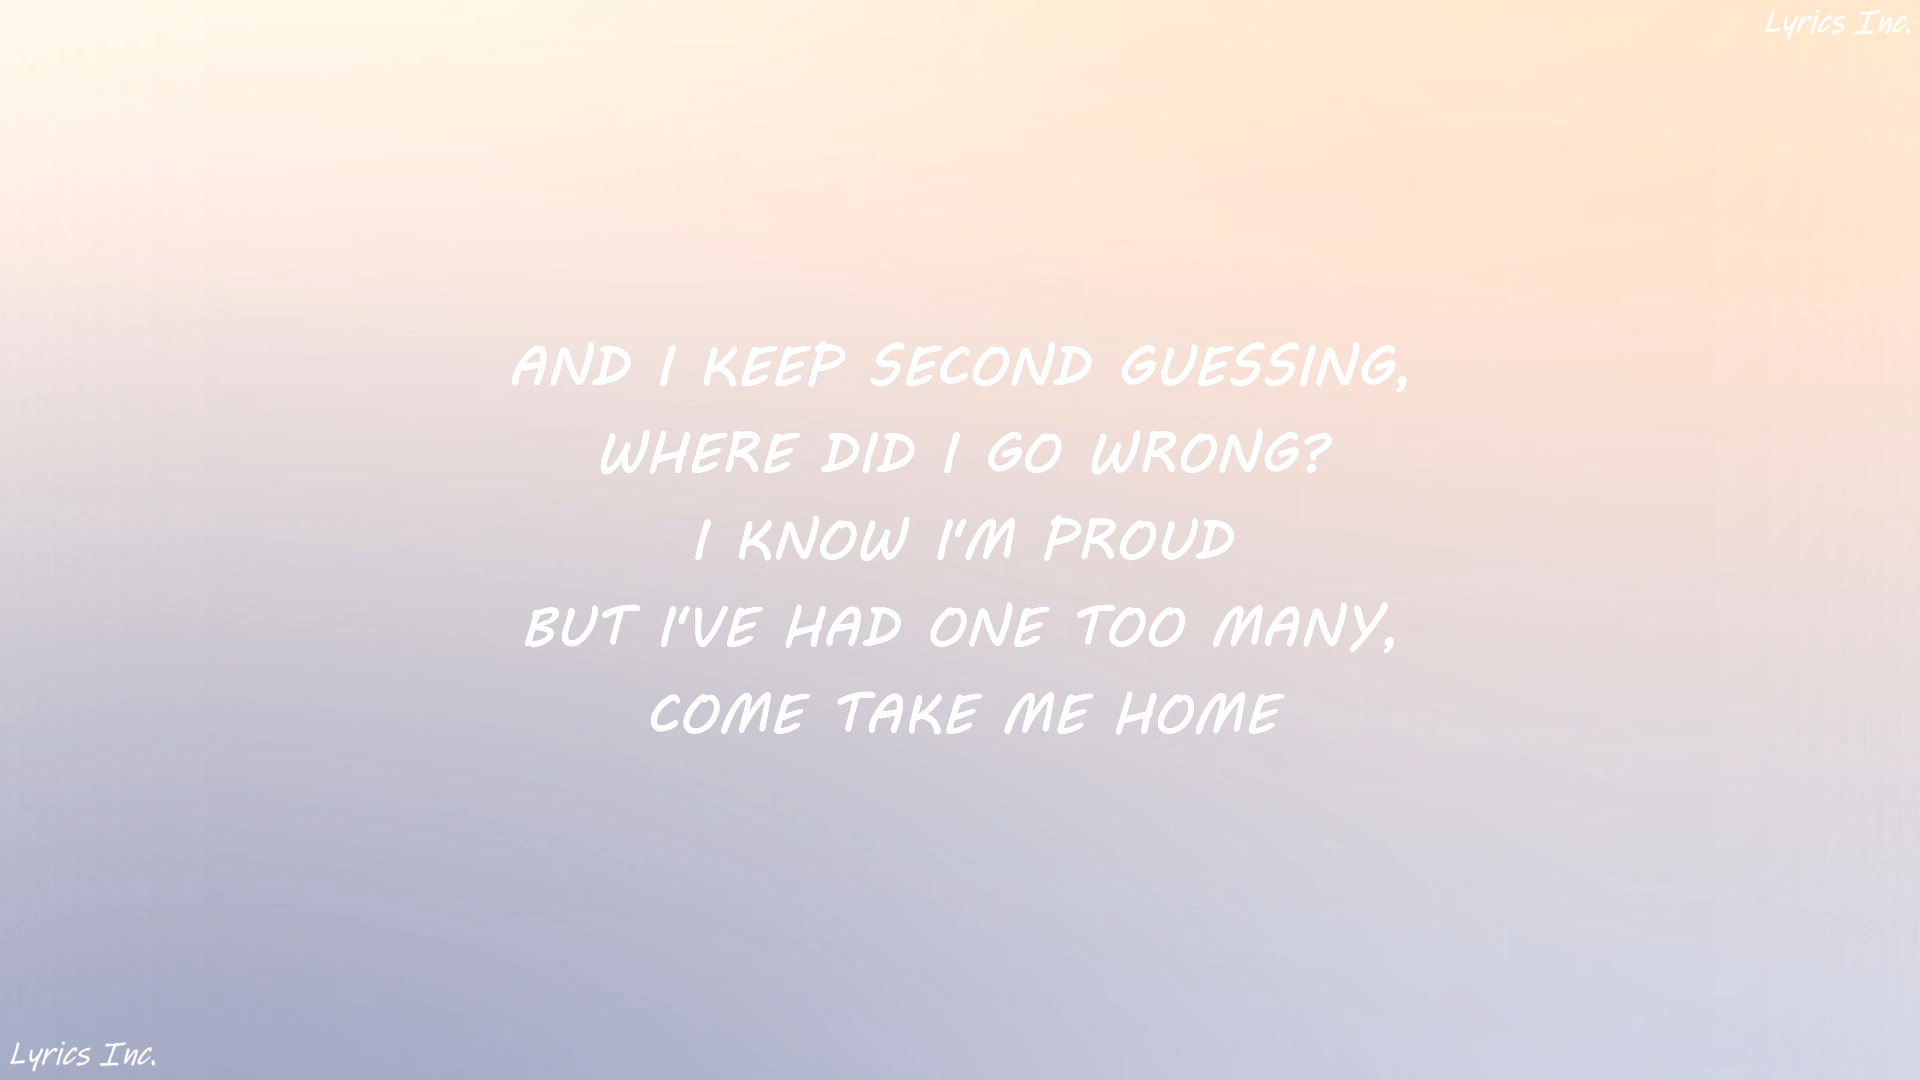 Lyrics Inc.
AND I KEEP SECOND GUESSING,
WHERE DID I GO WRONG?
I KNOW I'M PROUD
BUT I'VE HAD ONE TOO MANY,
COME TAKE ME HOME
Lyrics Inc.